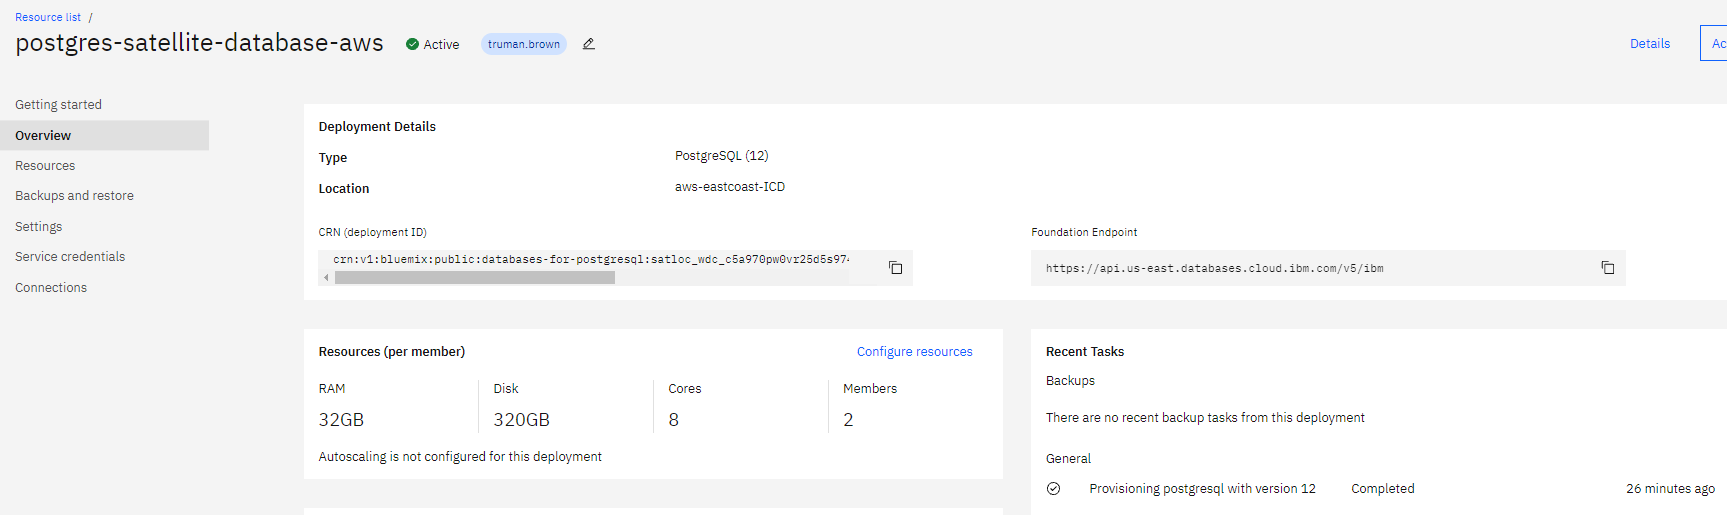 Resource list /
postgres-satellite-database-aws Active truman.brown
Details
Getting started
Overview
Resources
Backups and restore
Settings
Service credentials
Connections
Deployment Details
Type PostgreSQL (12)
Location aws-eastcoast-ICD
CRN (deployment ID)
crn:v1:bluemix:public:databases-for-postgresql:satloc_wdc_c5a970pw0vr25d5s974
Foundation Endpoint
https://api.us-east.databases.cloud.ibm.com/v5/ibm
Resources (per member) Configure resources
RAM Disk Cores Members
32GB 320GB 8 2
Autoscaling is not configured for this deployment
Recent Tasks
Backups
There are no recent backup tasks from this deployment
General
Provisioning postgresql with version 12 Completed 26 minutes ago